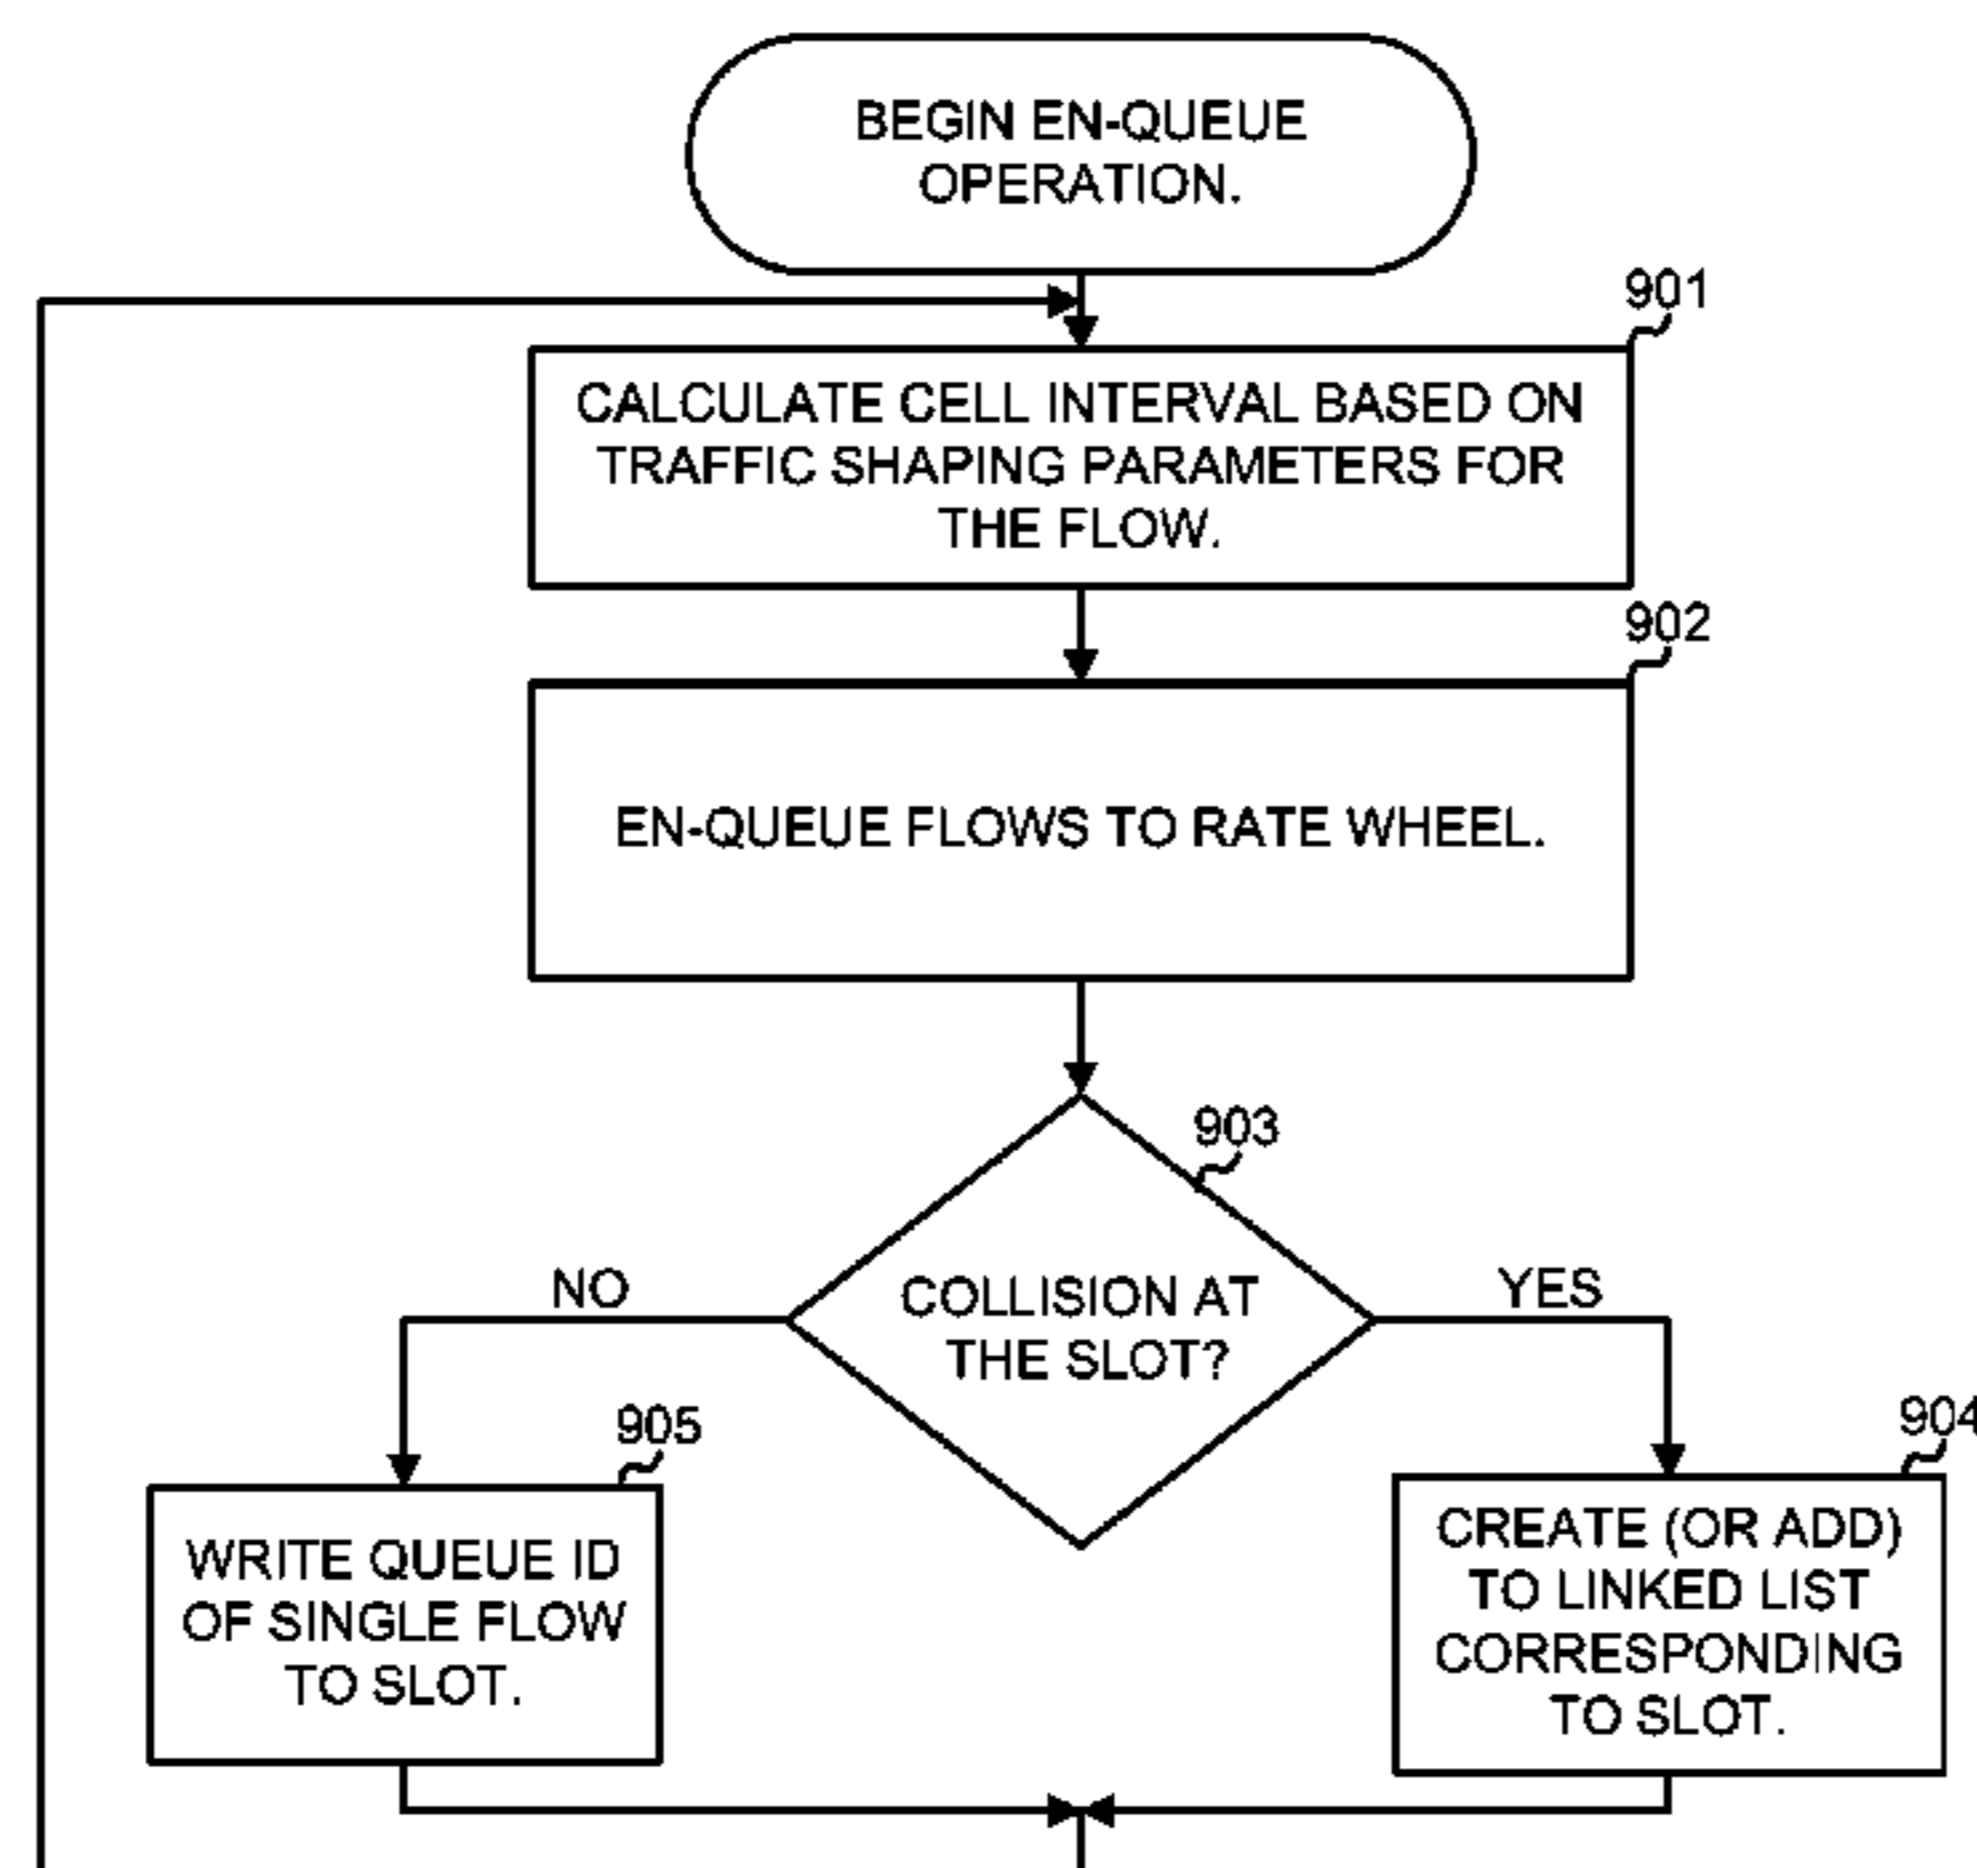 BEGIN EN-QUEUE
OPERATION.
901
CALCULATE CELL INTERVAL BASED ON
TRAFFIC SHAPING PARAMETERS FOR
THE FLOW.
902
EN-QUEUE FLOWS TO RATE WHEEL.
903
COLLISION AT
THE SLOT?
NO
YES
905
WRITE QUEUE ID
OF SINGLE FLOW
TO SLOT.
904
CREATE (OR ADD)
TO LINKED LIST
CORRESPONDING
TO SLOT.